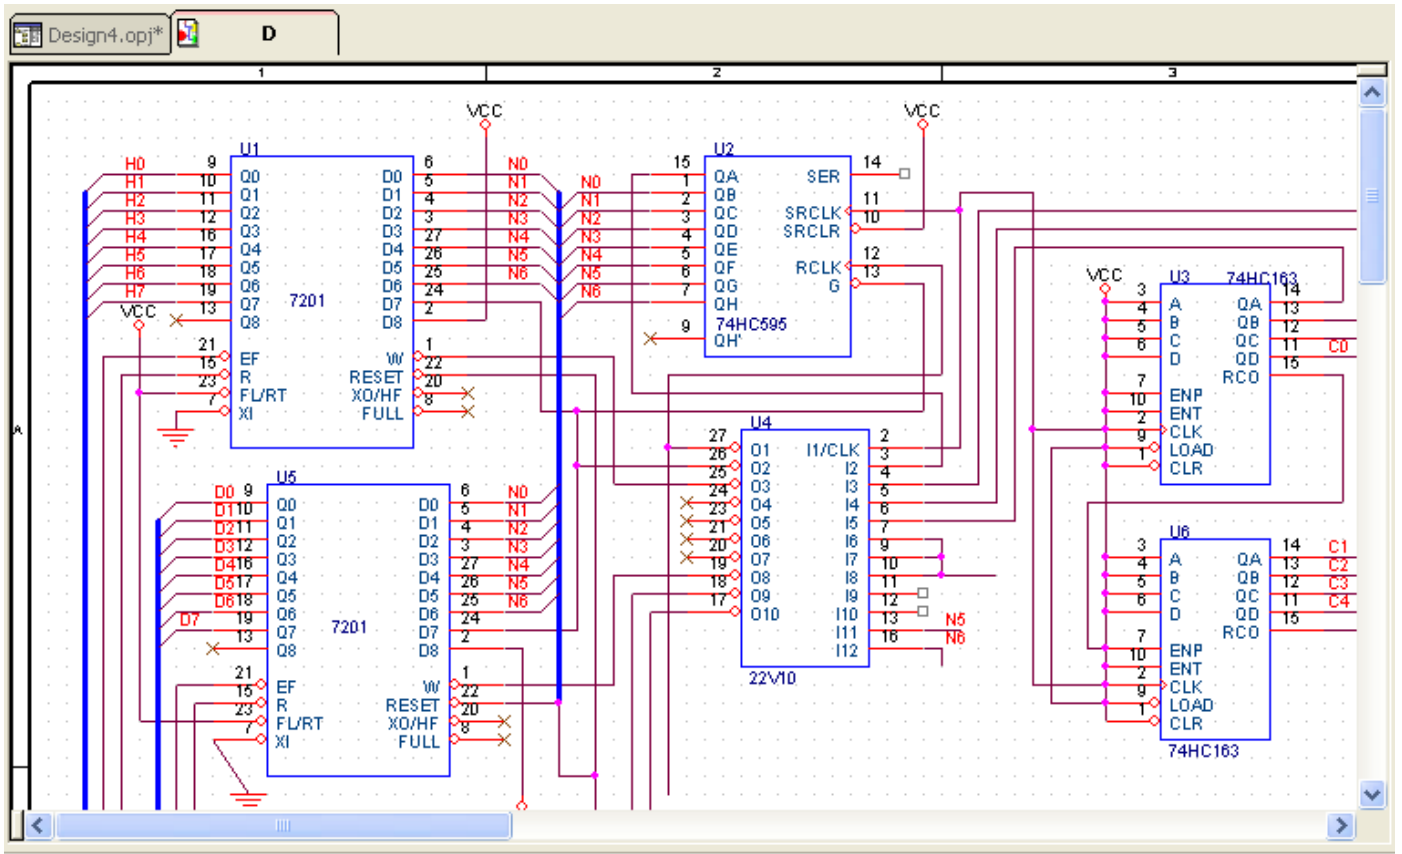 Design4.opj*
D
1 2 3
A
VCC
VCC
U1
H0 9 Q0 D0 6 N0
H1 10 Q1 D1 5 N1
H2 11 Q2 D2 4 N2
H3 12 Q3 D3 3 N3
H4 16 Q4 D4 27 N4
H5 17 Q5 D5 26 N5
H6 18 Q6 D6 25 N6
H7 19 Q7 D7 24
13 Q8 D8 2
7201
VCC
21 EF W 1
15 R RESET 22
23 FL/RT XO/HF 20
7 XI FULL 8
U2
N0
N1
N2
N3
N4
N5
N6
15 QA SER 14
1 QB
2 QC SRCLK 11
3 QD SRCLR 10
4 QE
5 QF RCLK 12
6 QG G 13
7 QH
74HC595
9 QH'
VCC
U3
74HC163
3 A QA 14
4 B QB 13
5 C QC 12
6 D QD 11 C0
RCO 15
7 ENP
10 ENT
2 CLK
9 LOAD
1 CLR
U4
27 O1 I1/CLK 2
26 O2 I2 3
25 O3 I3 4
24 O4 I4 5
23 O5 I5 6
21 O6 I6 7
20 O7 I7 9
19 O8 I8 10
18 O9 I9 11
17 O10 I10 12
I11 13 N5
I12 16 N6
22V10
U5
D0 9 Q0 D0 6 N0
D1 10 Q1 D1 5 N1
D2 11 Q2 D2 4 N2
D3 12 Q3 D3 3 N3
D4 16 Q4 D4 27 N4
D5 17 Q5 D5 26 N5
D6 18 Q6 D6 25 N6
D7 19 Q7 D7 24
13 Q8 D8 2
7201
21 EF W 1
15 R RESET 22
23 FL/RT XO/HF 20
7 XI FULL 8
U6
3 A QA 14 C1
4 B QB 13 C2
5 C QC 12 C3
6 D QD 11 C4
RCO 15
7 ENP
10 ENT
2 CLK
9 LOAD
1 CLR
74HC163